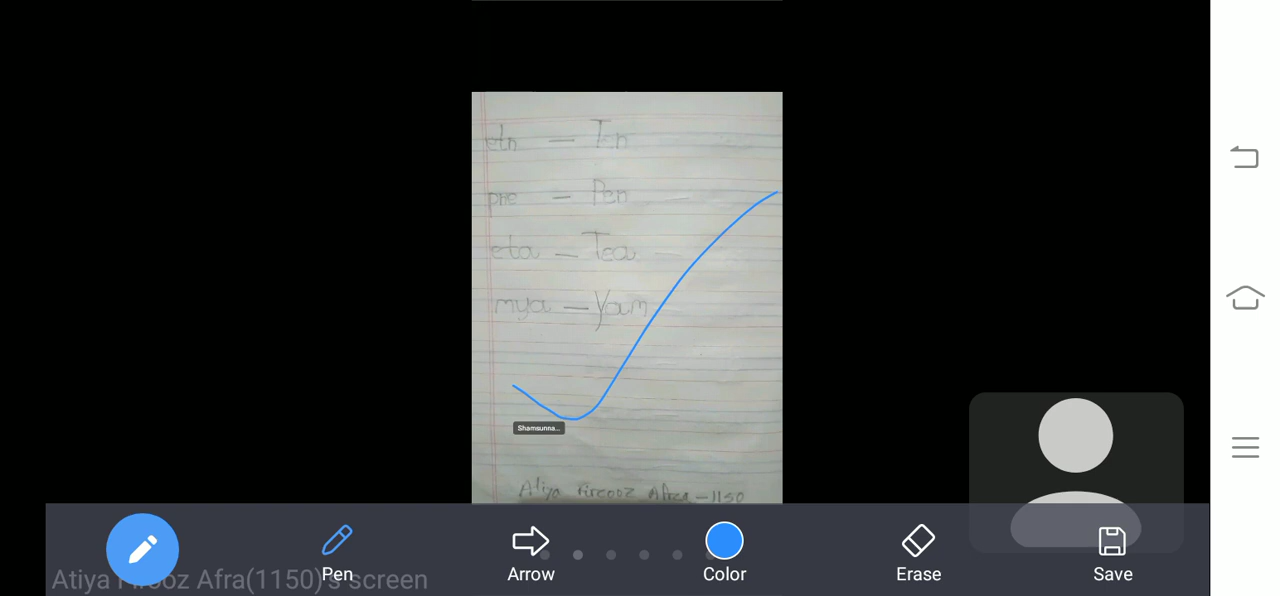 etn — Ten
pne — Pen —
eta — Tea —
mya — Yam
Shamsunna...
Atiya Firooz Afra - 1150
Atiya Firooz Afra(1150)'s screen
Pen
Arrow
Color
Erase
Save